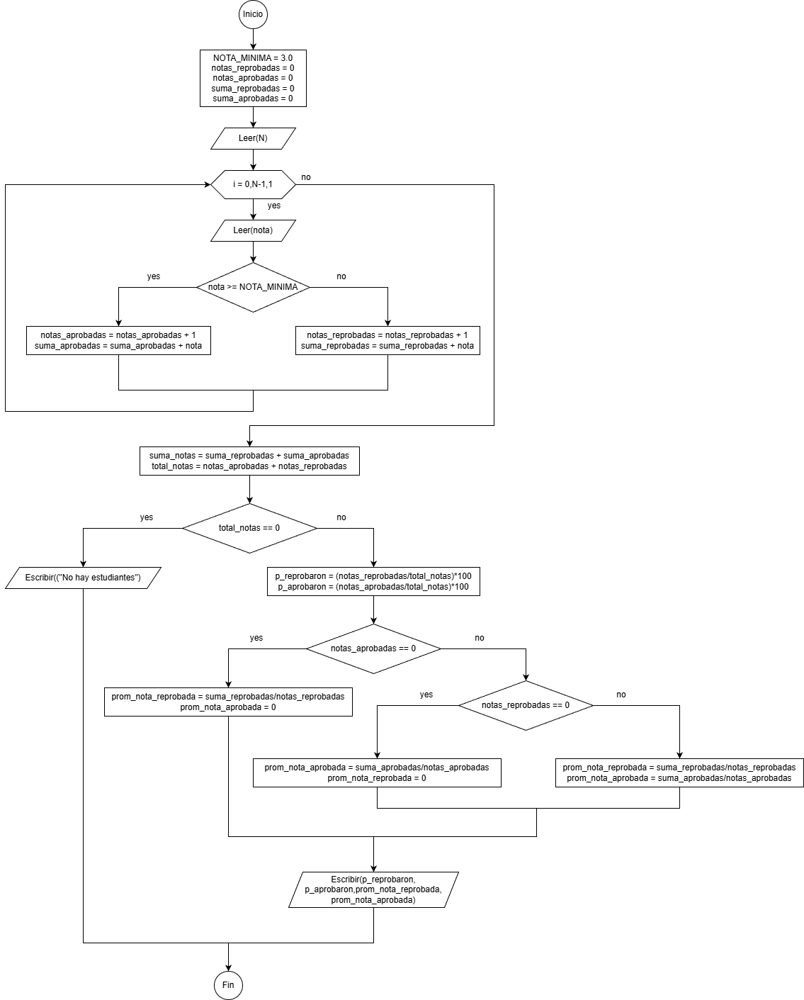 Inicio
NOTA_MINIMA = 3.0
notas_reprobadas = 0
notas_aprobadas = 0
suma_reprobadas = 0
suma_aprobadas = 0
Leer(N)
i = 0,N-1,1
no
yes
Leer(nota)
nota >= NOTA_MINIMA
yes
no
notas_aprobadas = notas_aprobadas + 1
suma_aprobadas = suma_aprobadas + nota
notas_reprobadas = notas_reprobadas + 1
suma_reprobadas = suma_reprobadas + nota
suma_notas = suma_reprobadas + suma_aprobadas
total_notas = notas_aprobadas + notas_reprobadas
total_notas == 0
yes
no
Escribir(("No hay estudiantes")
p_reprobaron = (notas_reprobadas/total_notas)*100
p_aprobaron = (notas_aprobadas/total_notas)*100
notas_aprobadas == 0
yes
no
prom_nota_reprobada = suma_reprobadas/notas_reprobadas
prom_nota_aprobada = 0
notas_reprobadas == 0
yes
no
prom_nota_aprobada = suma_aprobadas/notas_aprobadas
prom_nota_reprobada = 0
prom_nota_reprobada = suma_reprobadas/notas_reprobadas
prom_nota_aprobada = suma_aprobadas/notas_aprobadas
Escribir(p_reprobaron,
p_aprobaron,prom_nota_reprobada,
prom_nota_aprobada)
Fin